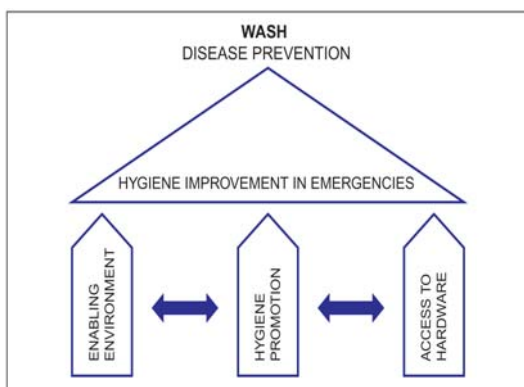 WASH
DISEASE PREVENTION
HYGIENE IMPROVEMENT IN EMERGENCIES
ENABLING
ENVIRONMENT
HYGIENE
PROMOTION
ACCESS TO
HARDWARE